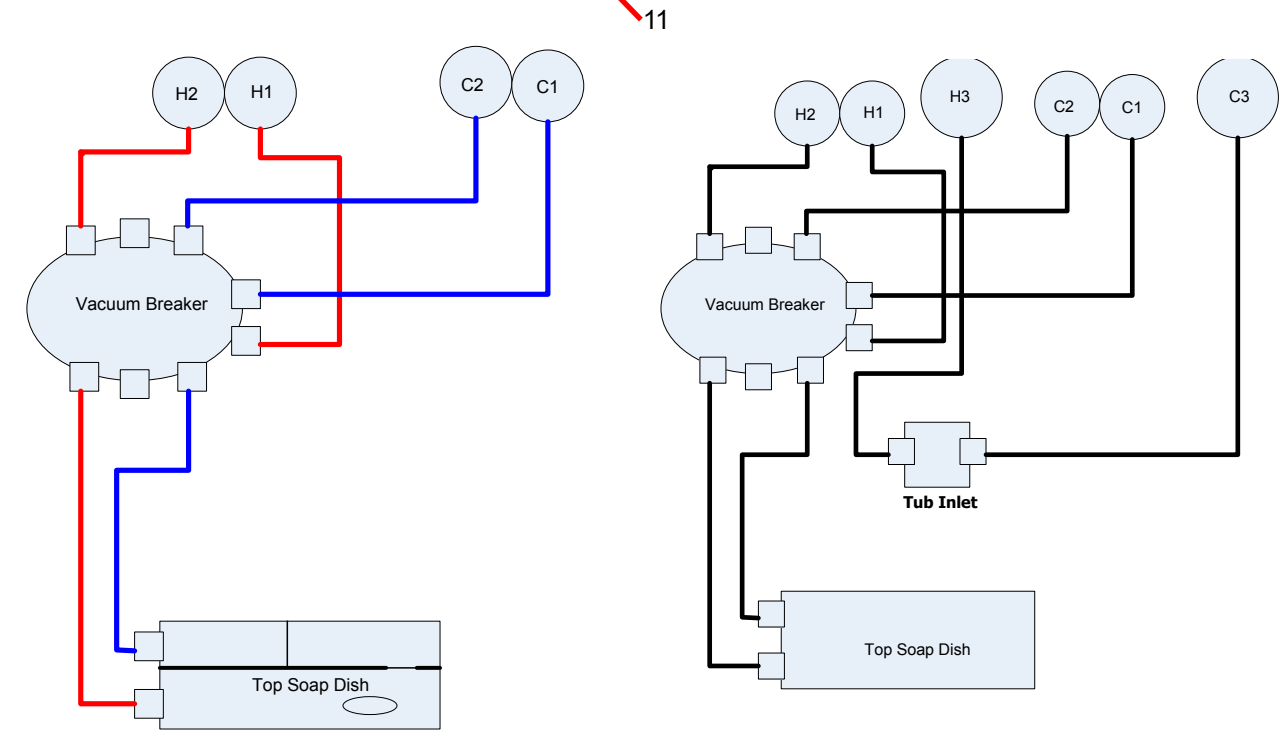 11
H2
H1
C2
C1
Vacuum Breaker
Top Soap Dish
H2
H1
H3
C2
C1
C3
Vacuum Breaker
Tub Inlet
Top Soap Dish